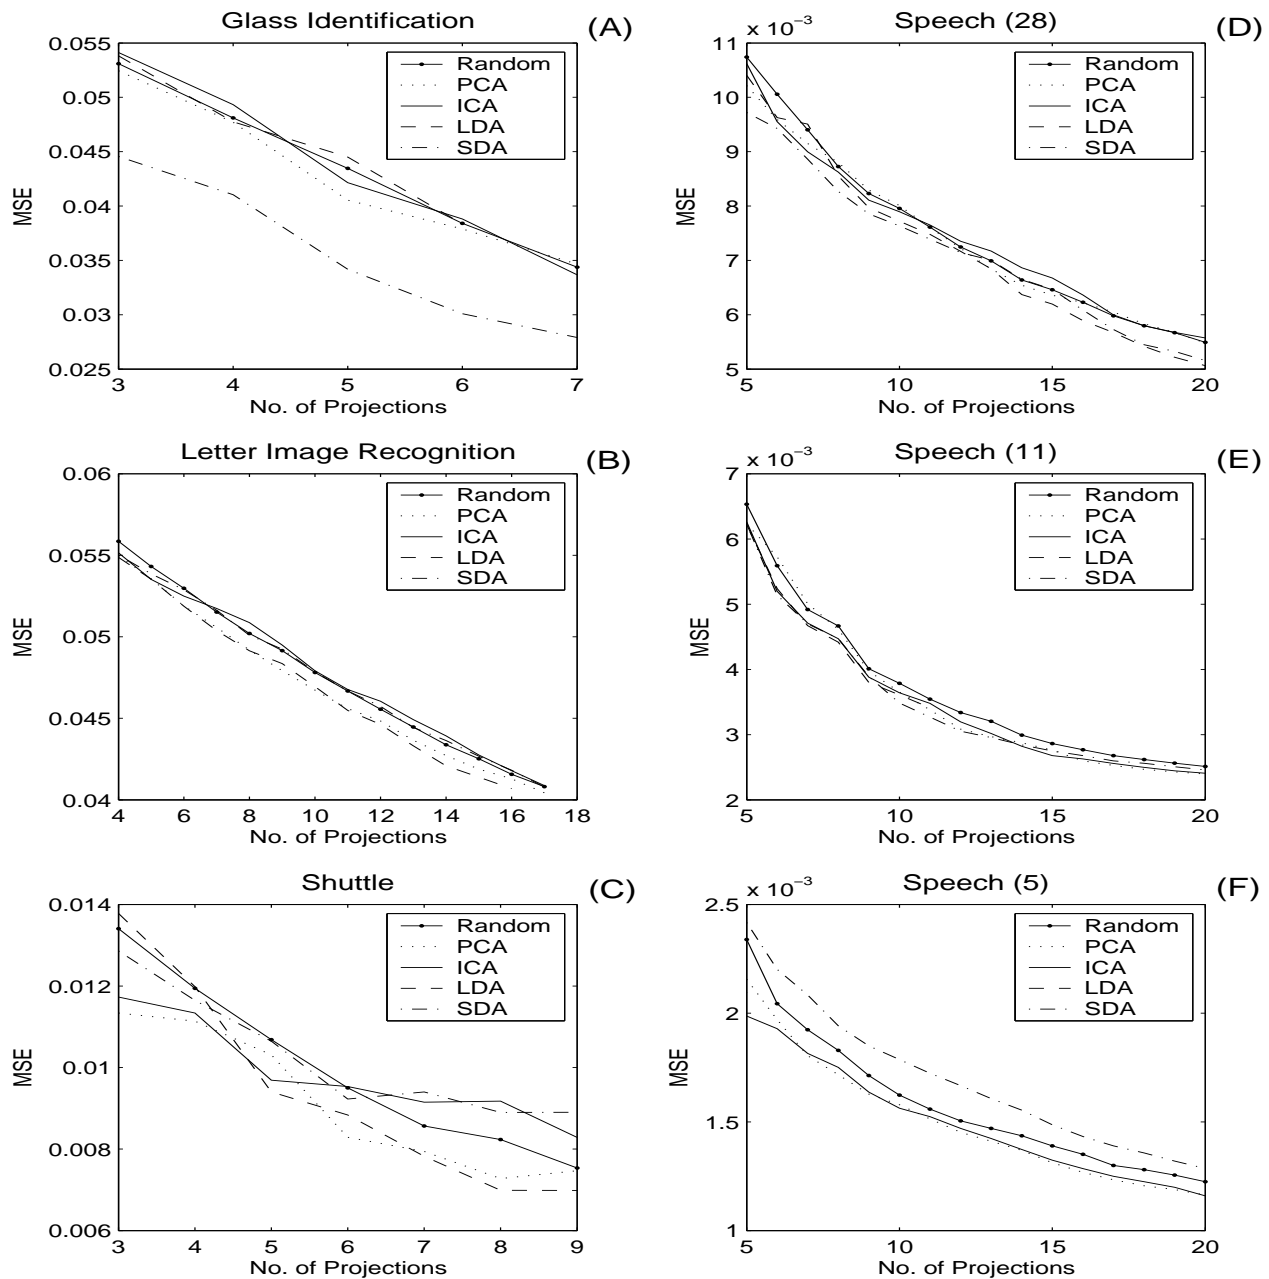 Glass Identification
(A)
0.055
0.05
0.045
0.04
0.035
0.03
0.025
MSE
Random
PCA
ICA
LDA
SDA
3 4 5 6 7
No. of Projections
Speech (28)
(D)
x 10⁻³
11
10
9
8
7
6
5
MSE
Random
PCA
ICA
LDA
SDA
5 10 15 20
No. of Projections
Letter Image Recognition
(B)
0.06
0.055
0.05
0.045
0.04
MSE
Random
PCA
ICA
LDA
SDA
4 6 8 10 12 14 16 18
No. of Projections
Speech (11)
(E)
x 10⁻³
7
6
5
4
3
2
MSE
Random
PCA
ICA
LDA
SDA
5 10 15 20
No. of Projections
Shuttle
(C)
0.014
0.012
0.01
0.008
0.006
MSE
Random
PCA
ICA
LDA
SDA
3 4 5 6 7 8 9
No. of Projections
Speech (5)
(F)
x 10⁻³
2.5
2
1.5
1
MSE
Random
PCA
ICA
LDA
SDA
5 10 15 20
No. of Projections